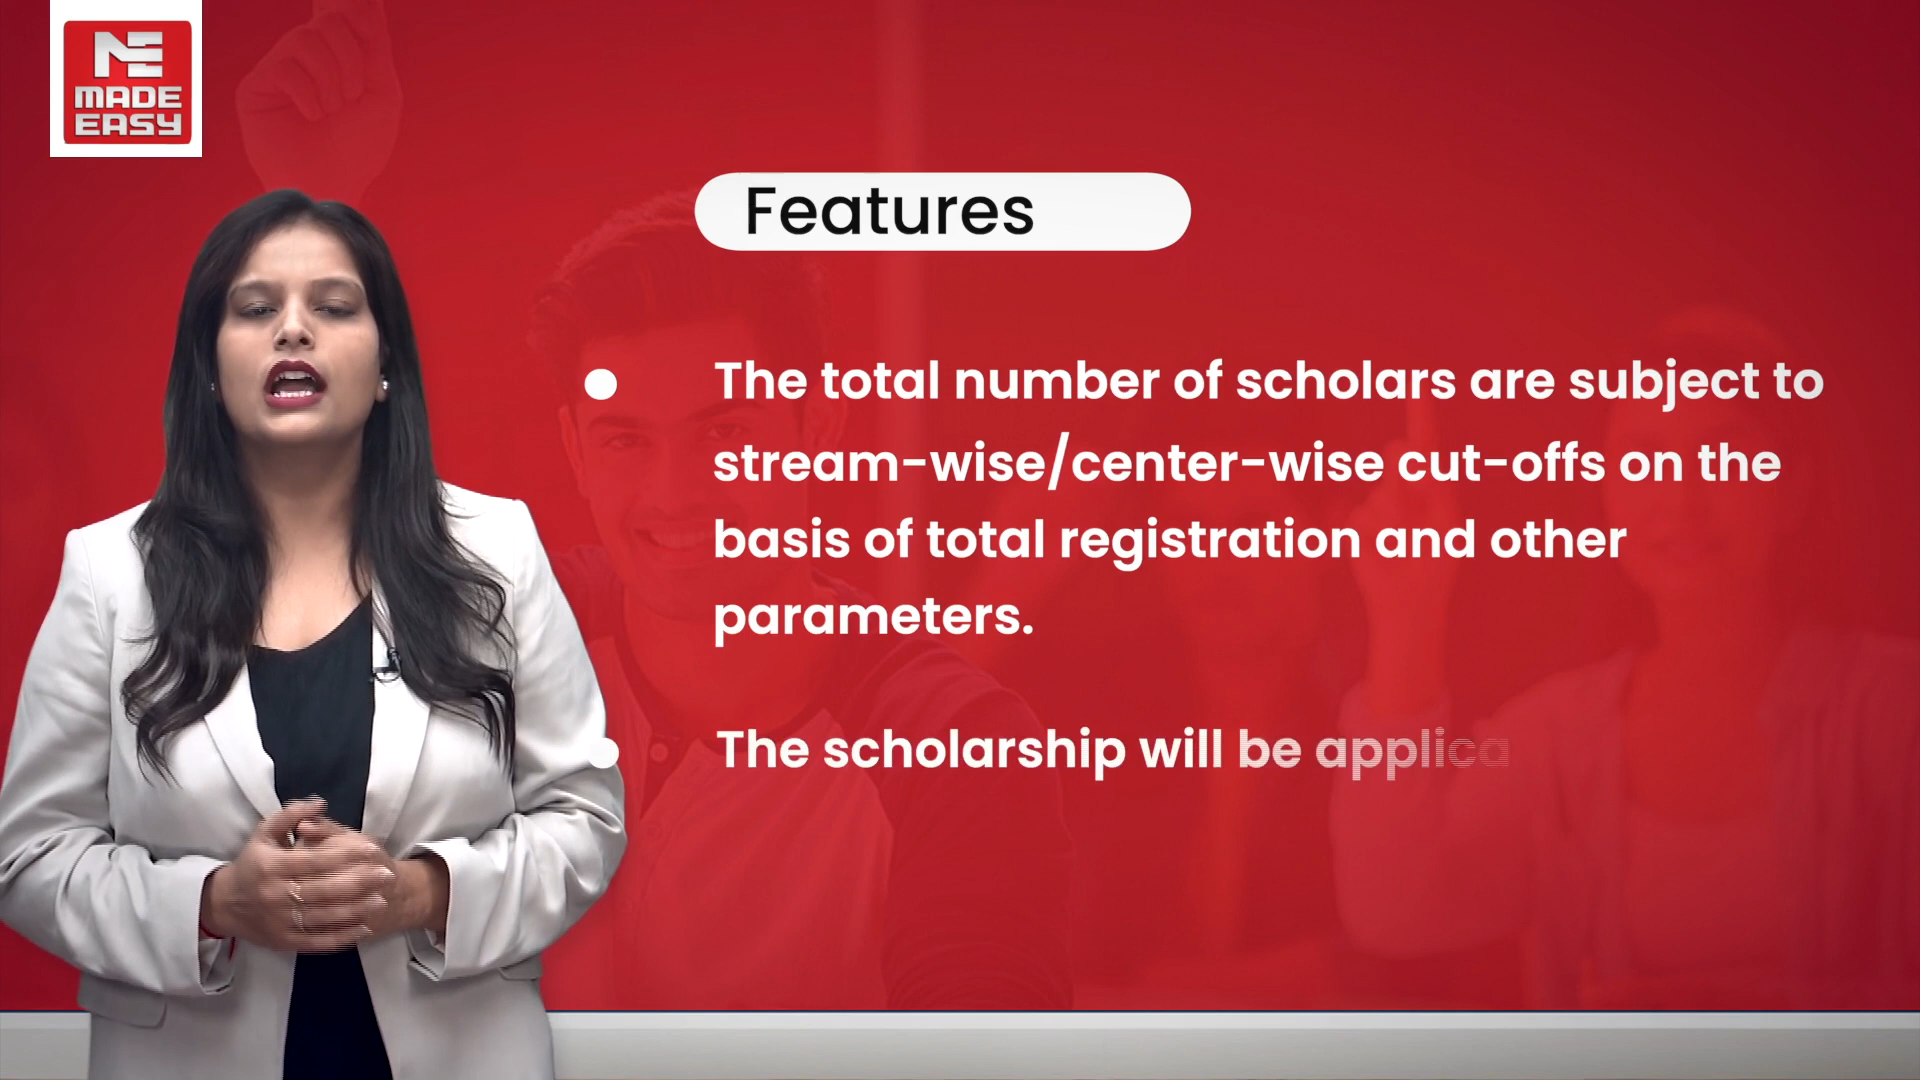 MADE
EASY
Features
The total number of scholars are subject to
stream-wise/center-wise cut-offs on the
basis of total registration and other
parameters.
The scholarship will be applica